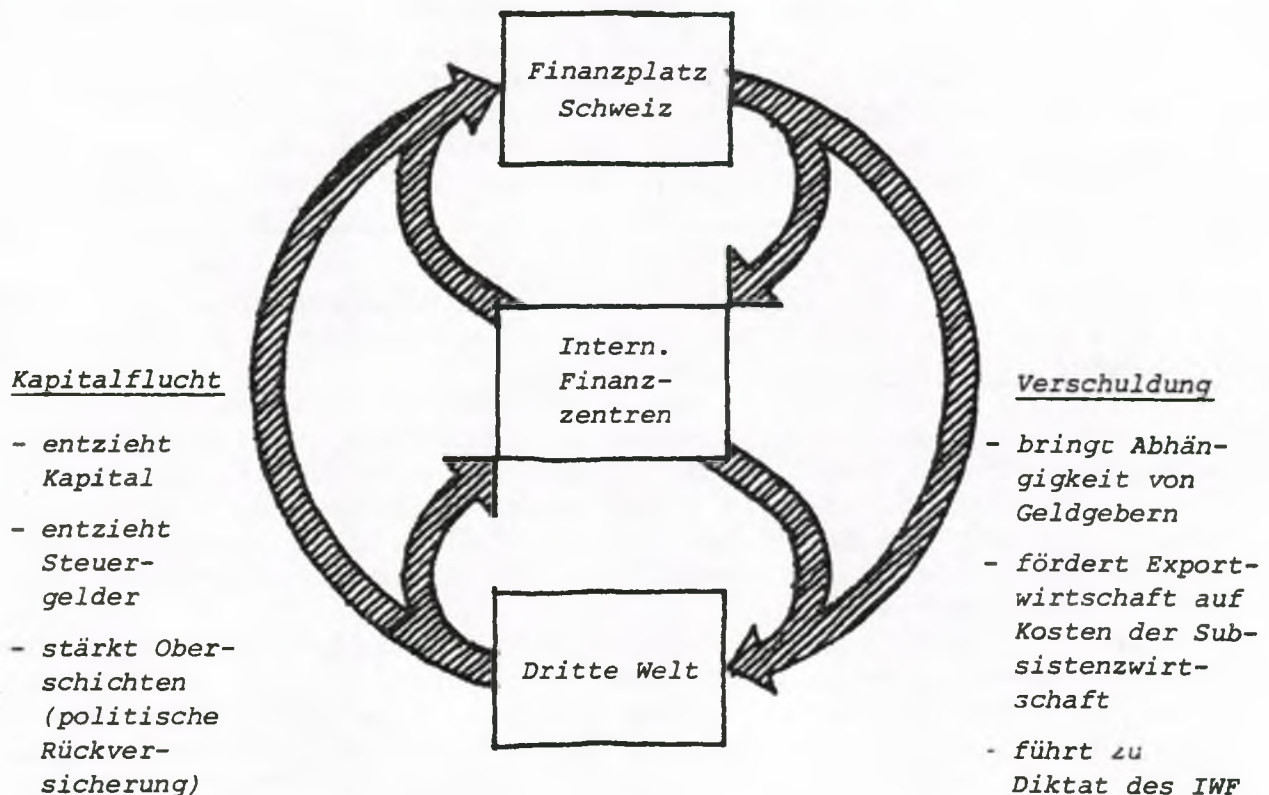 Finanzplatz
Schweiz
Intern.
Finanz-
zentren
Dritte Welt
Kapitalflucht
- entzieht
Kapital
- entzieht
Steuer-
gelder
- stärkt Ober-
schichten
(politische
Rückver-
sicherung)
Verschuldung
- bringt Abhän-
gigkeit von
Geldgebern
- fördert Export-
wirtschaft auf
Kosten der Sub-
sistenzwirt-
schaft
- führt zu
Diktat des IWF